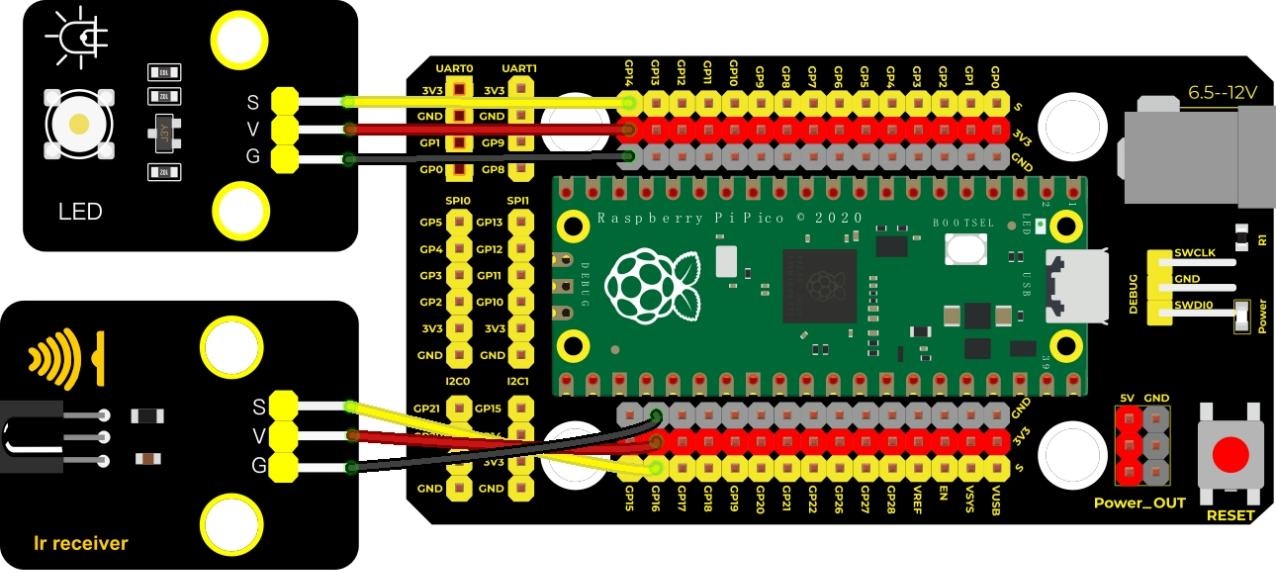 S
V
G
LED
S
V
G
Ir receiver
UART0 UART1
3V3 3V3
GND GND
GP1 GP9
GP0 GP8
SPI0 SPI1
GP5 GP13
GP4 GP12
GP3 GP11
GP2 GP10
3V3 3V3
GND GND
I2C0 I2C1
GP21 GP15
3V3
GND GND
GP14 GP13 GP12 GP11 GP10 GP9 GP8 GP7 GP6 GP5 GP4 GP3 GP2 GP1 GP0
S
3V3
GND
Raspberry Pi Pico © 2020
BOOTSEL
LED
2
1
DEBUG
USB
39
GND
3V3
S
GP15 GP16 GP17 GP18 GP19 GP20 GP21 GP22 GP26 GP27 GP28 VREF EN VSYS VUSB
6.5--12V
R1
SWCLK
GND
SWDI0
DEBUG
Power
5V GND
Power_OUT
RESET